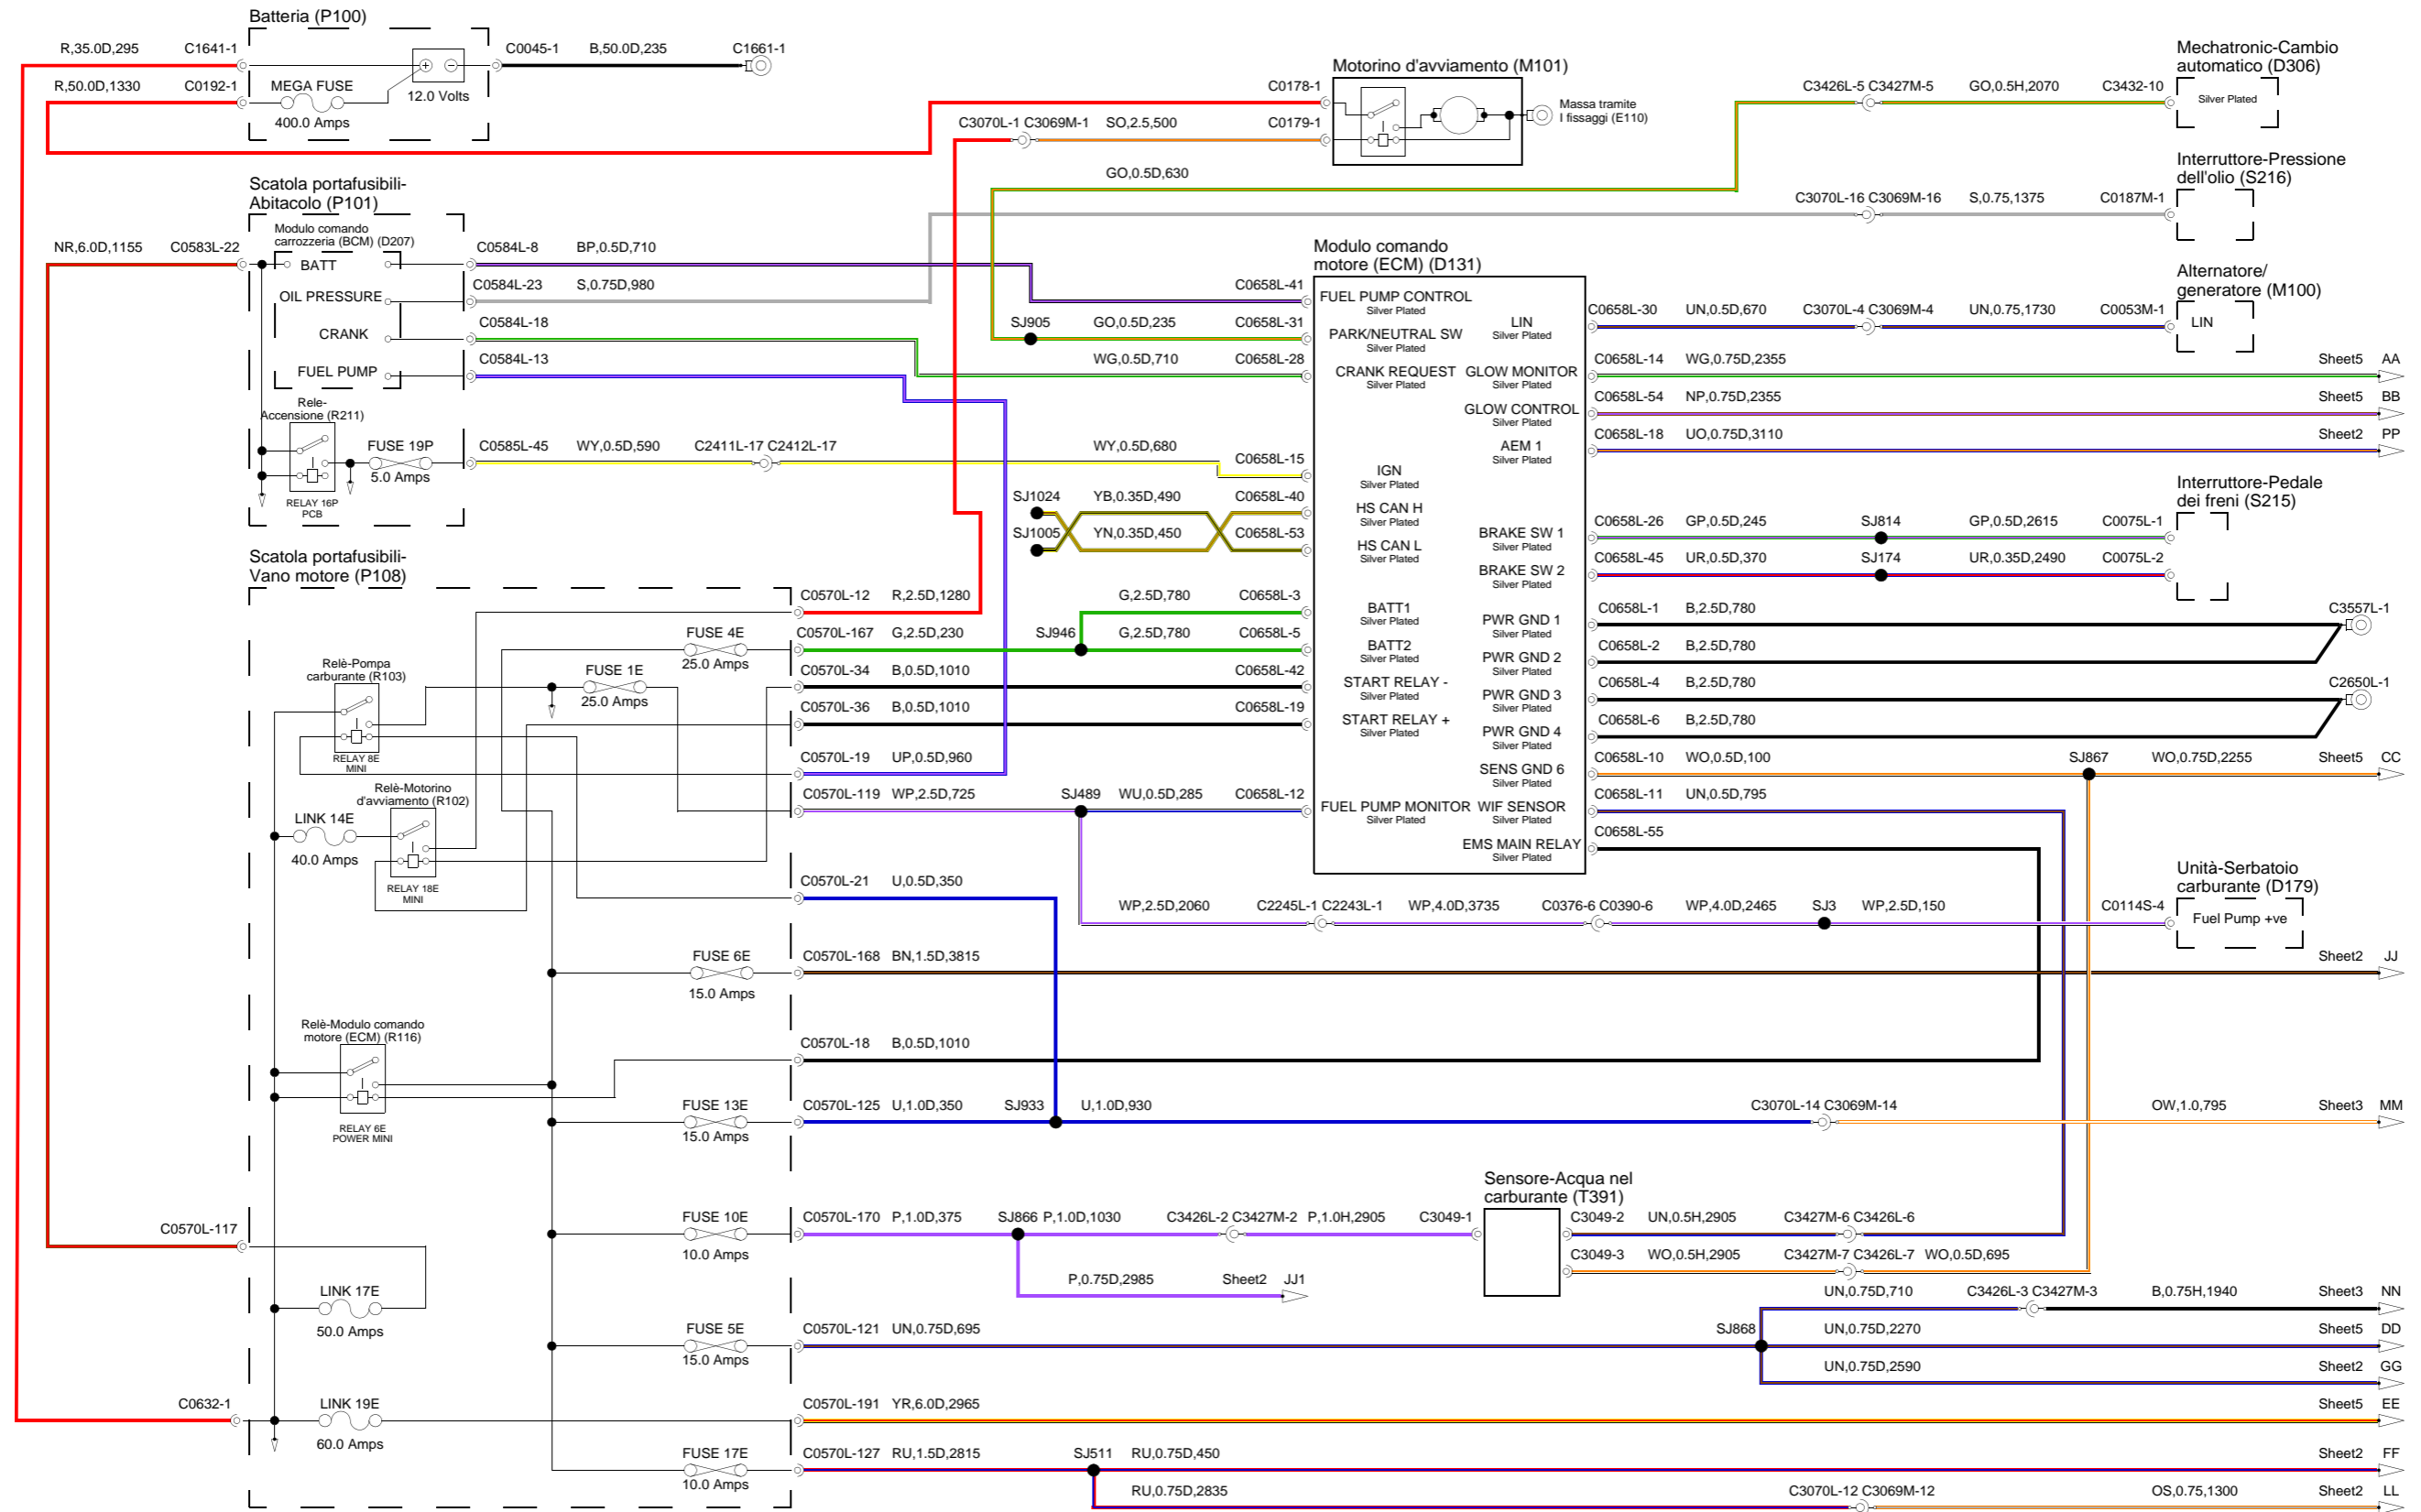 Batteria (P100)
R,35.0D,295 C1641-1 C0045-1 B,50.0D,235 C1661-1
R,50.0D,1330 C0192-1 MEGA FUSE
12.0 Volts
400.0 Amps
Motorino d'avviamento (M101)
C0178-1
C3070L-1 C3069M-1 SO,2.5,500 C0179-1
Massa tramite
I fissaggi (E110)
Mechatronic-Cambio
automatico (D306)
C3426L-5 C3427M-5 GO,0.5H,2070 C3432-10
Silver Plated
GO,0.5D,630
Interruttore-Pressione
dell'olio (S216)
C3070L-16 C3069M-16 S,0.75,1375 C0187M-1
Scatola portafusibili-
Abitacolo (P101)
Modulo comando
carrozzeria (BCM) (D207)
NR,6.0D,1155 C0583L-22
BATT
C0584L-8 BP,0.5D,710
OIL PRESSURE
C0584L-23 S,0.75D,980
CRANK
C0584L-18
FUEL PUMP
C0584L-13
Rele-
Accensione (R211)
FUSE 19P
5.0 Amps
RELAY 16P
PCB
C0585L-45 WY,0.5D,590 C2411L-17 C2412L-17 WY,0.5D,680 C0658L-15
Modulo comando
motore (ECM) (D131)
C0658L-41
SJ905 GO,0.5D,235 C0658L-31
WG,0.5D,710 C0658L-28
SJ1024 YB,0.35D,490 C0658L-40
SJ1005 YN,0.35D,450 C0658L-53
FUEL PUMP CONTROL
Silver Plated
PARK/NEUTRAL SW
Silver Plated
CRANK REQUEST
Silver Plated
IGN
Silver Plated
HS CAN H
Silver Plated
HS CAN L
Silver Plated
BATT1
Silver Plated
BATT2
Silver Plated
START RELAY -
Silver Plated
START RELAY +
Silver Plated
FUEL PUMP MONITOR
Silver Plated
LIN
Silver Plated
GLOW MONITOR
Silver Plated
GLOW CONTROL
Silver Plated
AEM 1
Silver Plated
BRAKE SW 1
Silver Plated
BRAKE SW 2
Silver Plated
PWR GND 1
Silver Plated
PWR GND 2
Silver Plated
PWR GND 3
Silver Plated
PWR GND 4
Silver Plated
SENS GND 6
Silver Plated
WIF SENSOR
Silver Plated
EMS MAIN RELAY
Silver Plated
Alternatore/
generatore (M100)
C0658L-30 UN,0.5D,670 C3070L-4 C3069M-4 UN,0.75,1730 C0053M-1
LIN
C0658L-14 WG,0.75D,2355 Sheet5 AA
C0658L-54 NP,0.75D,2355 Sheet5 BB
C0658L-18 UO,0.75D,3110 Sheet2 PP
Interruttore-Pedale
dei freni (S215)
C0658L-26 GP,0.5D,245 SJ814 GP,0.5D,2615 C0075L-1
C0658L-45 UR,0.5D,370 SJ174 UR,0.35D,2490 C0075L-2
C0658L-1 B,2.5D,780 C3557L-1
C0658L-2 B,2.5D,780
C0658L-4 B,2.5D,780 C2650L-1
C0658L-6 B,2.5D,780
C0658L-10 WO,0.5D,100 SJ867 WO,0.75D,2255 Sheet5 CC
C0658L-11 UN,0.5D,795
C0658L-55
Scatola portafusibili-
Vano motore (P108)
C0570L-12 R,2.5D,1280 G,2.5D,780 C0658L-3
FUSE 4E
25.0 Amps
C0570L-167 G,2.5D,230 SJ946 G,2.5D,780 C0658L-5
Relè-Pompa
carburante (R103)
FUSE 1E
25.0 Amps
C0570L-34 B,0.5D,1010 C0658L-42
C0570L-36 B,0.5D,1010 C0658L-19
RELAY 8E
MINI
C0570L-19 UP,0.5D,960
Relè-Motorino
d'avviamento (R102)
C0570L-119 WP,2.5D,725 SJ489 WU,0.5D,285 C0658L-12
LINK 14E
40.0 Amps
RELAY 18E
MINI
C0570L-21 U,0.5D,350
Unità-Serbatoio
carburante (D179)
WP,2.5D,2060 C2245L-1 C2243L-1 WP,4.0D,3735 C0376-6 C0390-6 WP,4.0D,2465 SJ3 WP,2.5D,150 C0114S-4
Fuel Pump +ve
FUSE 6E
15.0 Amps
C0570L-168 BN,1.5D,3815 Sheet2 JJ
Relè-Modulo comando
motore (ECM) (R116)
RELAY 6E
POWER MINI
C0570L-18 B,0.5D,1010
FUSE 13E
15.0 Amps
C0570L-125 U,1.0D,350 SJ933 U,1.0D,930 C3070L-14 C3069M-14 OW,1.0,795 Sheet3 MM
Sensore-Acqua nel
carburante (T391)
C0570L-117
FUSE 10E
10.0 Amps
C0570L-170 P,1.0D,375 SJ866 P,1.0D,1030 C3426L-2 C3427M-2 P,1.0H,2905 C3049-1
C3049-2 UN,0.5H,2905 C3427M-6 C3426L-6
C3049-3 WO,0.5H,2905 C3427M-7 C3426L-7 WO,0.5D,695
P,0.75D,2985 Sheet2 JJ1
LINK 17E
50.0 Amps
UN,0.75D,710 C3426L-3 C3427M-3 B,0.75H,1940 Sheet3 NN
FUSE 5E
15.0 Amps
C0570L-121 UN,0.75D,695 SJ868 UN,0.75D,2270 Sheet5 DD
UN,0.75D,2590 Sheet2 GG
C0632-1 LINK 19E
60.0 Amps
C0570L-191 YR,6.0D,2965 Sheet5 EE
FUSE 17E
10.0 Amps
C0570L-127 RU,1.5D,2815 SJ511 RU,0.75D,450 Sheet2 FF
RU,0.75D,2835 C3070L-12 C3069M-12 OS,0.75,1300 Sheet2 LL